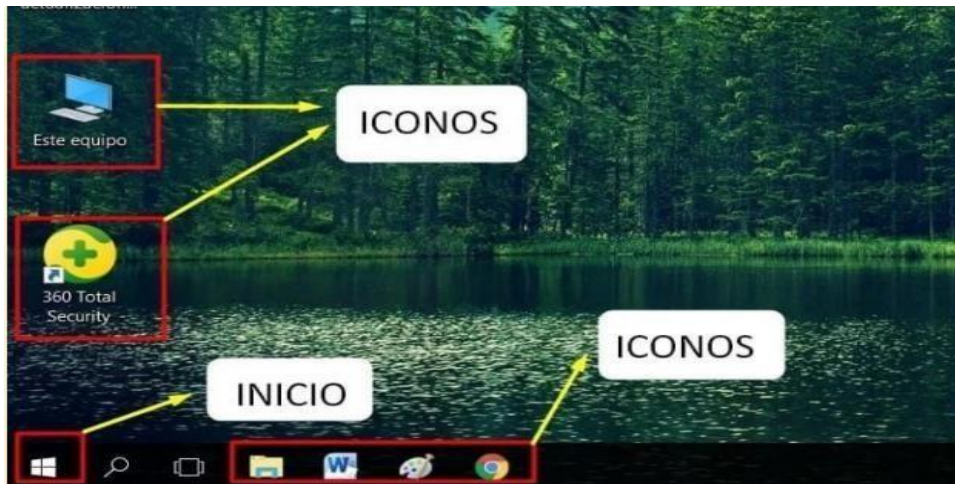 Este equipo
ICONOS
360 Total
Security
ICONOS
INICIO